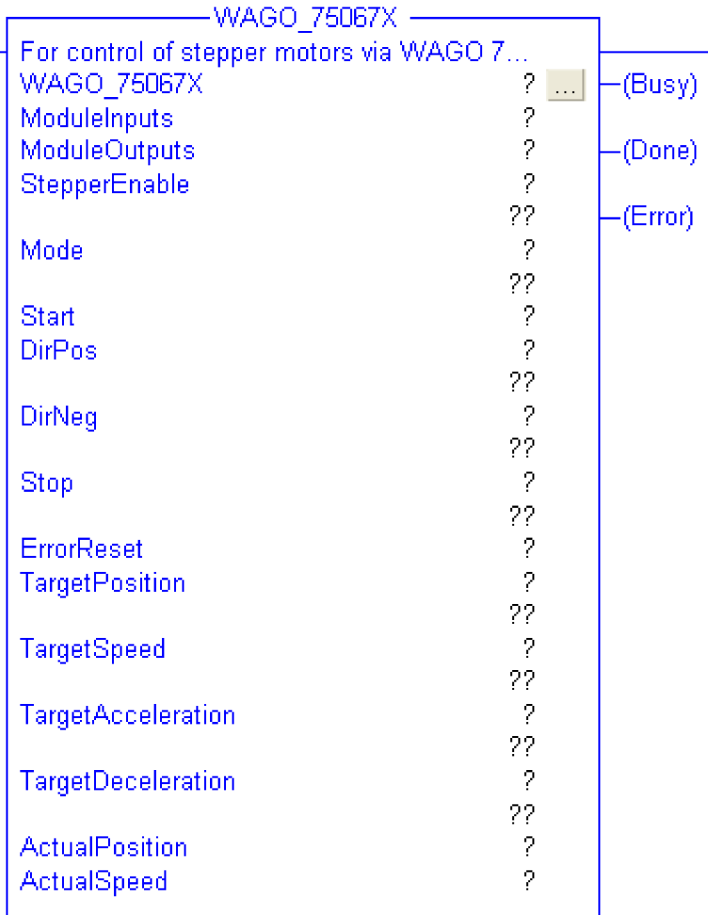 WAGO_75067X
For control of stepper motors via WAGO 7...
WAGO_75067X ? ... (Busy)
ModuleInputs ?
ModuleOutputs ? (Done)
StepperEnable ?
?? (Error)
Mode ?
??
Start ?
DirPos ?
??
DirNeg ?
??
Stop ?
??
ErrorReset ?
TargetPosition ?
??
TargetSpeed ?
??
TargetAcceleration ?
??
TargetDeceleration ?
??
ActualPosition ?
ActualSpeed ?